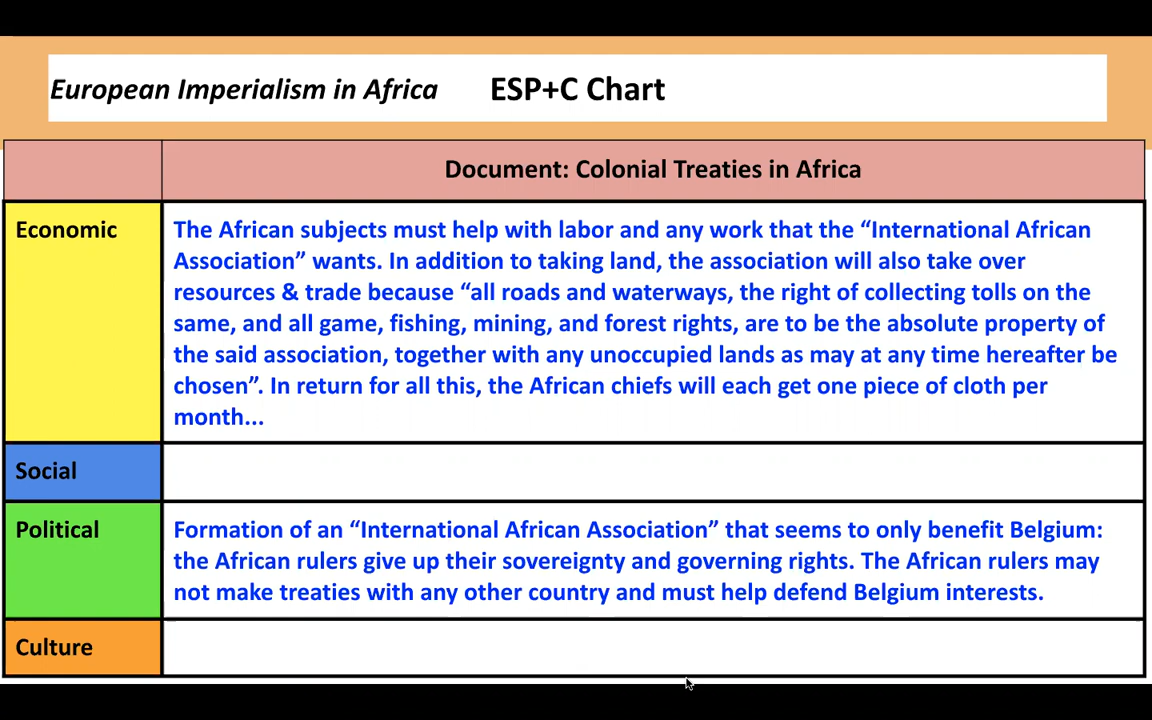 European Imperialism in Africa ESP+C Chart
Document: Colonial Treaties in Africa
Economic
The African subjects must help with labor and any work that the “International African
Association” wants. In addition to taking land, the association will also take over
resources & trade because “all roads and waterways, the right of collecting tolls on the
same, and all game, fishing, mining, and forest rights, are to be the absolute property of
the said association, together with any unoccupied lands as may at any time hereafter be
chosen”. In return for all this, the African chiefs will each get one piece of cloth per
month...
Social
Political
Formation of an “International African Association” that seems to only benefit Belgium:
the African rulers give up their sovereignty and governing rights. The African rulers may
not make treaties with any other country and must help defend Belgium interests.
Culture